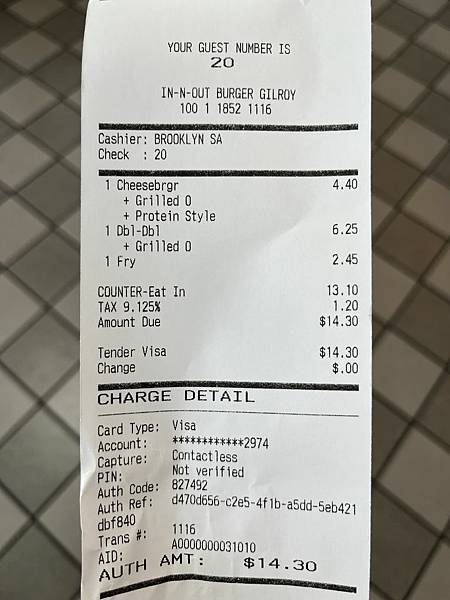 YOUR GUEST NUMBER IS
20
IN-N-OUT BURGER GILROY
100 1 1852 1116
Cashier: BROOKLYN SA
Check : 20
1 Cheesebrgr 4.40
+ Grilled O
+ Protein Style
1 Dbl-Dbl 6.25
+ Grilled O
1 Fry 2.45
COUNTER-Eat In 13.10
TAX 9.125% 1.20
Amount Due $14.30
Tender Visa $14.30
Change $.00
CHARGE DETAIL
Card Type: Visa
Account: ************2974
Capture: Contactless
PIN: Not verified
Auth Code: 827492
Auth Ref: d470d656-c2e5-4f1b-a5dd-5eb421
dbf840
Trans #: 1116
AID: A0000000031010
AUTH AMT: $14.30